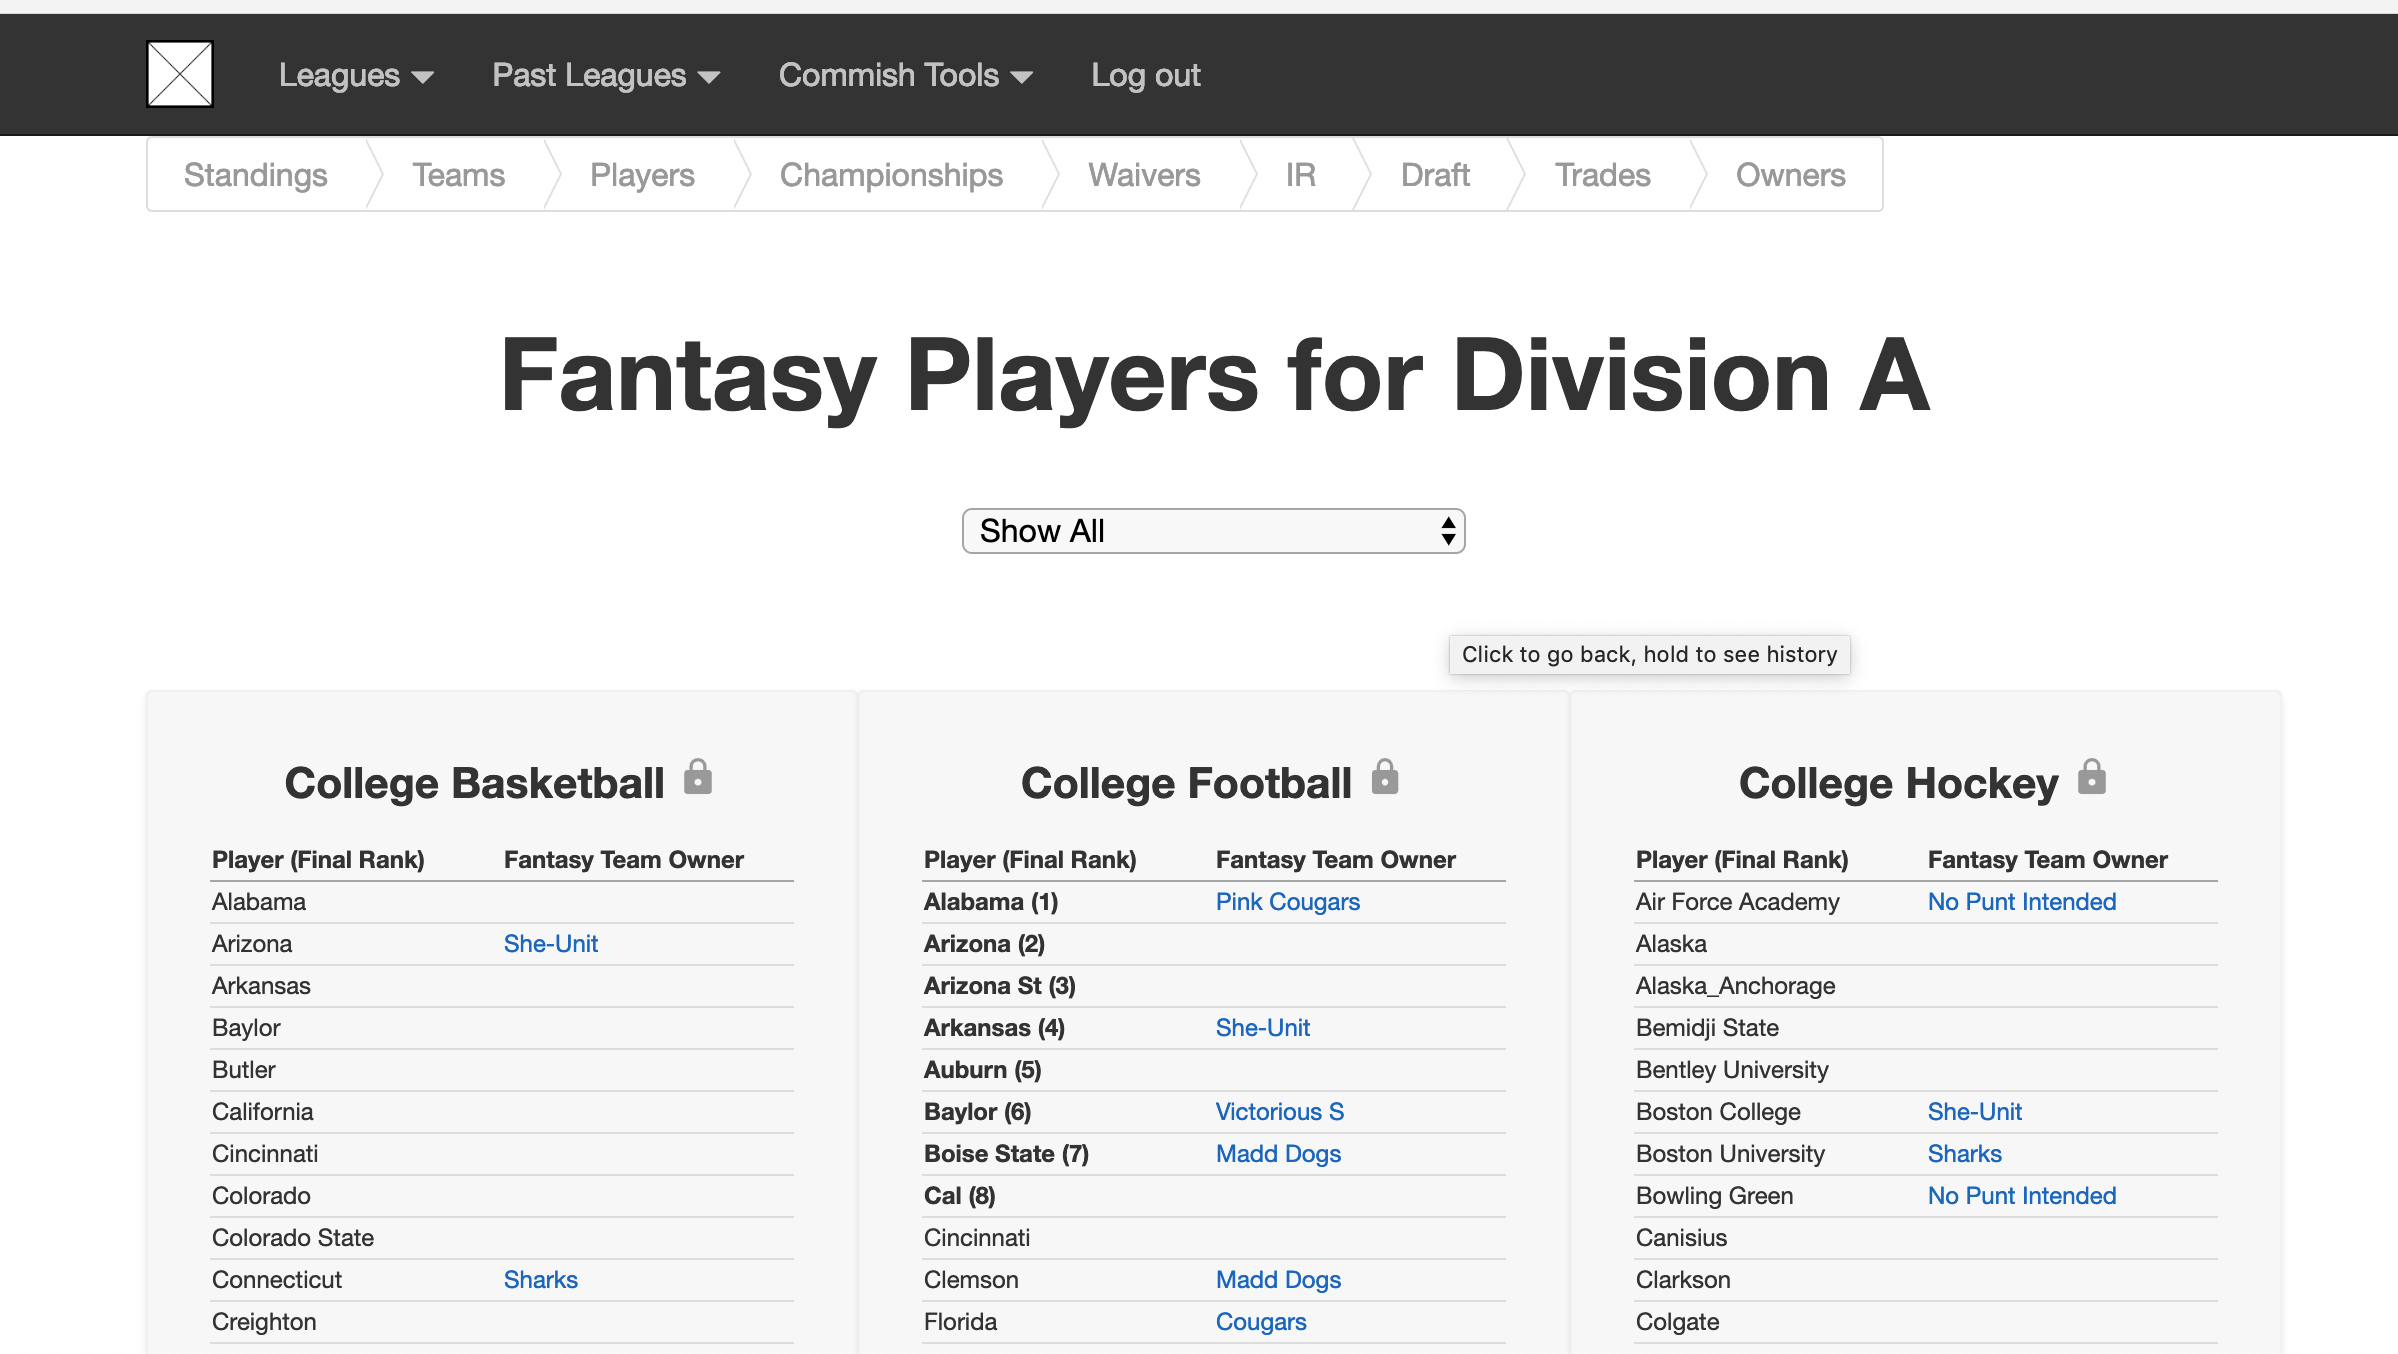 Leagues Past Leagues Commish Tools Log out
Standings Teams Players Championships Waivers IR Draft Trades Owners
Fantasy Players for Division A
Show All
Click to go back, hold to see history
College Basketball
Player (Final Rank) Fantasy Team Owner
Alabama
Arizona She-Unit
Arkansas
Baylor
Butler
California
Cincinnati
Colorado
Colorado State
Connecticut Sharks
Creighton
College Football
Player (Final Rank) Fantasy Team Owner
Alabama (1) Pink Cougars
Arizona (2)
Arizona St (3)
Arkansas (4) She-Unit
Auburn (5)
Baylor (6) Victorious S
Boise State (7) Madd Dogs
Cal (8)
Cincinnati
Clemson Madd Dogs
Florida Cougars
College Hockey
Player (Final Rank) Fantasy Team Owner
Air Force Academy No Punt Intended
Alaska
Alaska_Anchorage
Bemidji State
Bentley University
Boston College She-Unit
Boston University Sharks
Bowling Green No Punt Intended
Canisius
Clarkson
Colgate